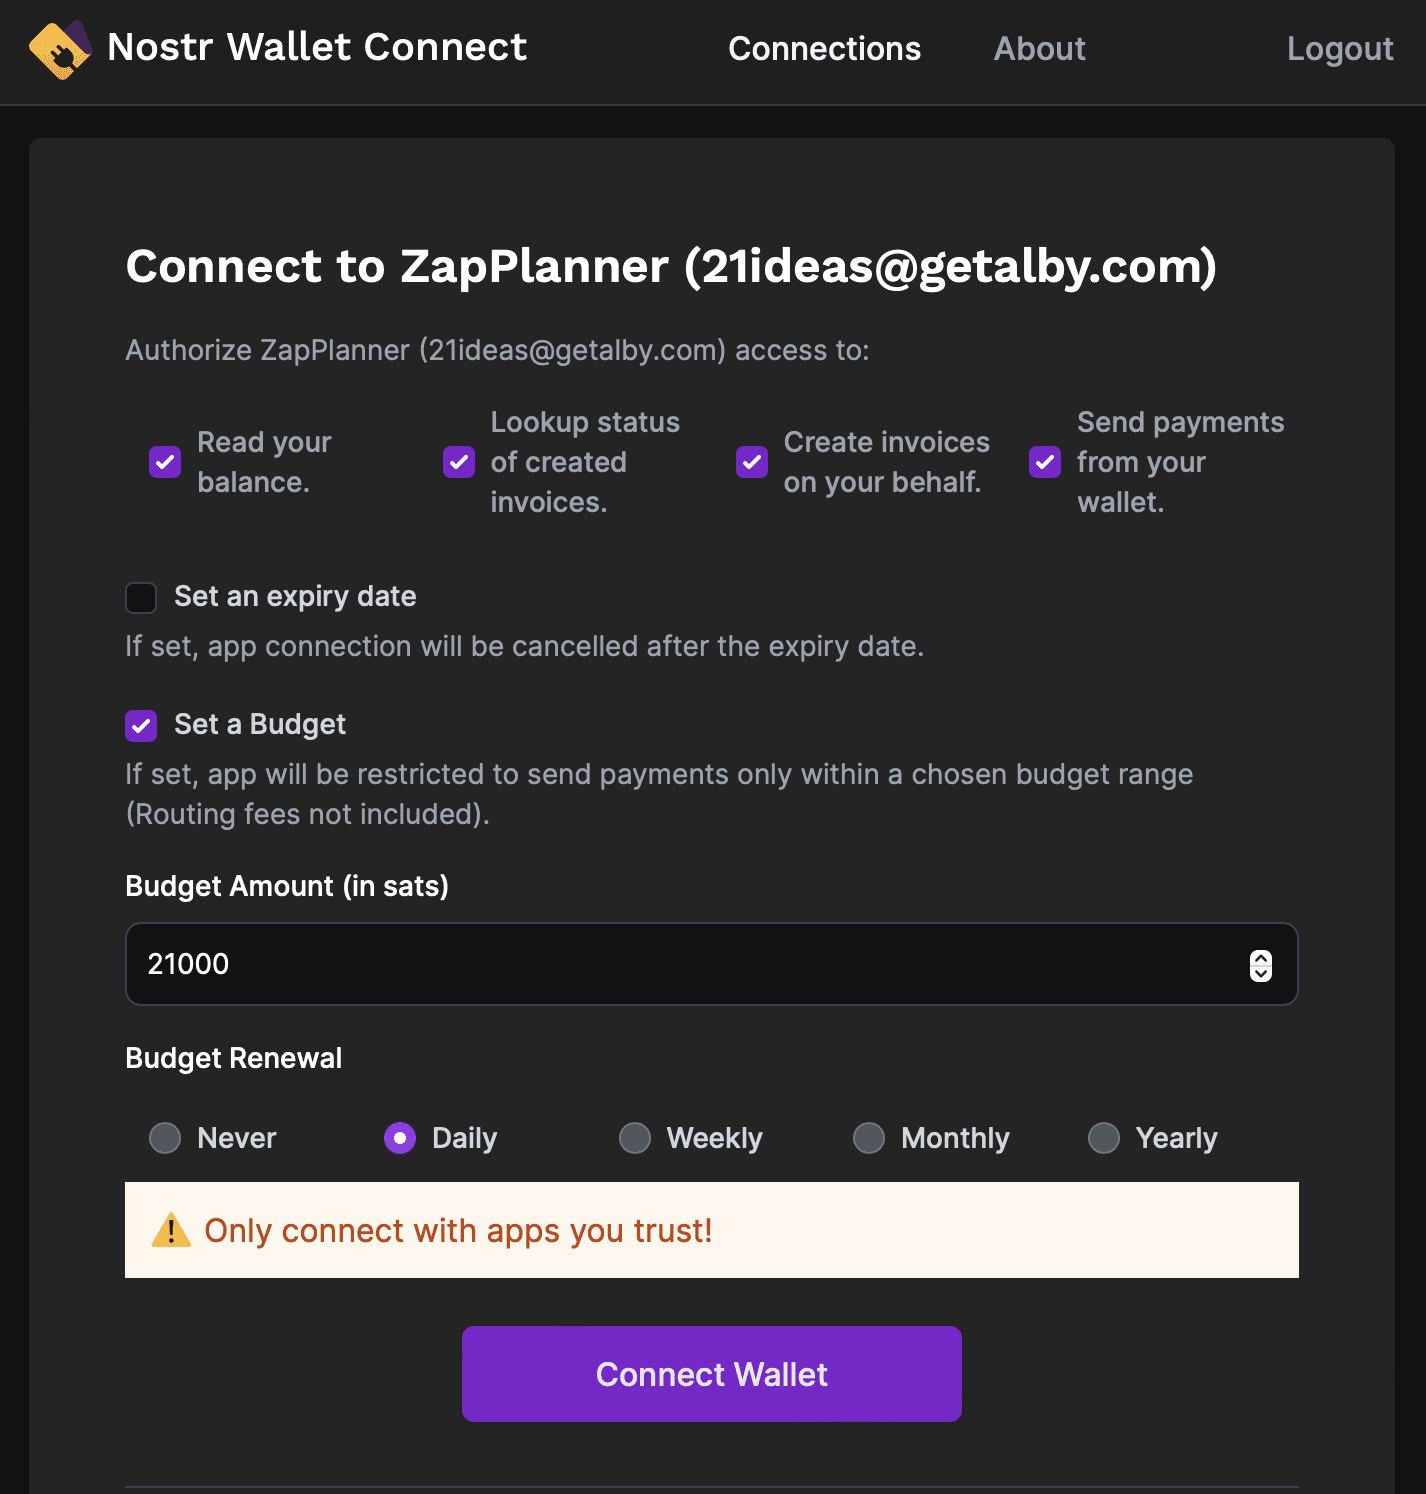 Nostr Wallet Connect
Connections
About
Logout
Connect to ZapPlanner (21ideas@getalby.com)
Authorize ZapPlanner (21ideas@getalby.com) access to:
Read your
balance.
Lookup status
of created
invoices.
Create invoices
on your behalf.
Send payments
from your
wallet.
Set an expiry date
If set, app connection will be cancelled after the expiry date.
Set a Budget
If set, app will be restricted to send payments only within a chosen budget range
(Routing fees not included).
Budget Amount (in sats)
21000
Budget Renewal
Never
Daily
Weekly
Monthly
Yearly
Only connect with apps you trust!
Connect Wallet